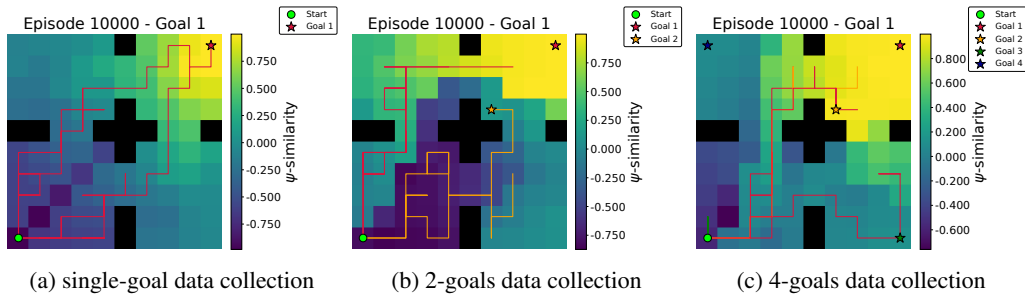 Episode 10000 - Goal 1
Start
Goal 1
0.750
0.500
0.250
0.000
-0.250
-0.500
-0.750
ψ-similarity
(a) single-goal data collection
Episode 10000 - Goal 1
Start
Goal 1
Goal 2
0.750
0.500
0.250
0.000
-0.250
-0.500
-0.750
ψ-similarity
(b) 2-goals data collection
Episode 10000 - Goal 1
Start
Goal 1
Goal 2
Goal 3
Goal 4
0.800
0.600
0.400
0.200
0.000
-0.200
-0.400
-0.600
ψ-similarity
(c) 4-goals data collection